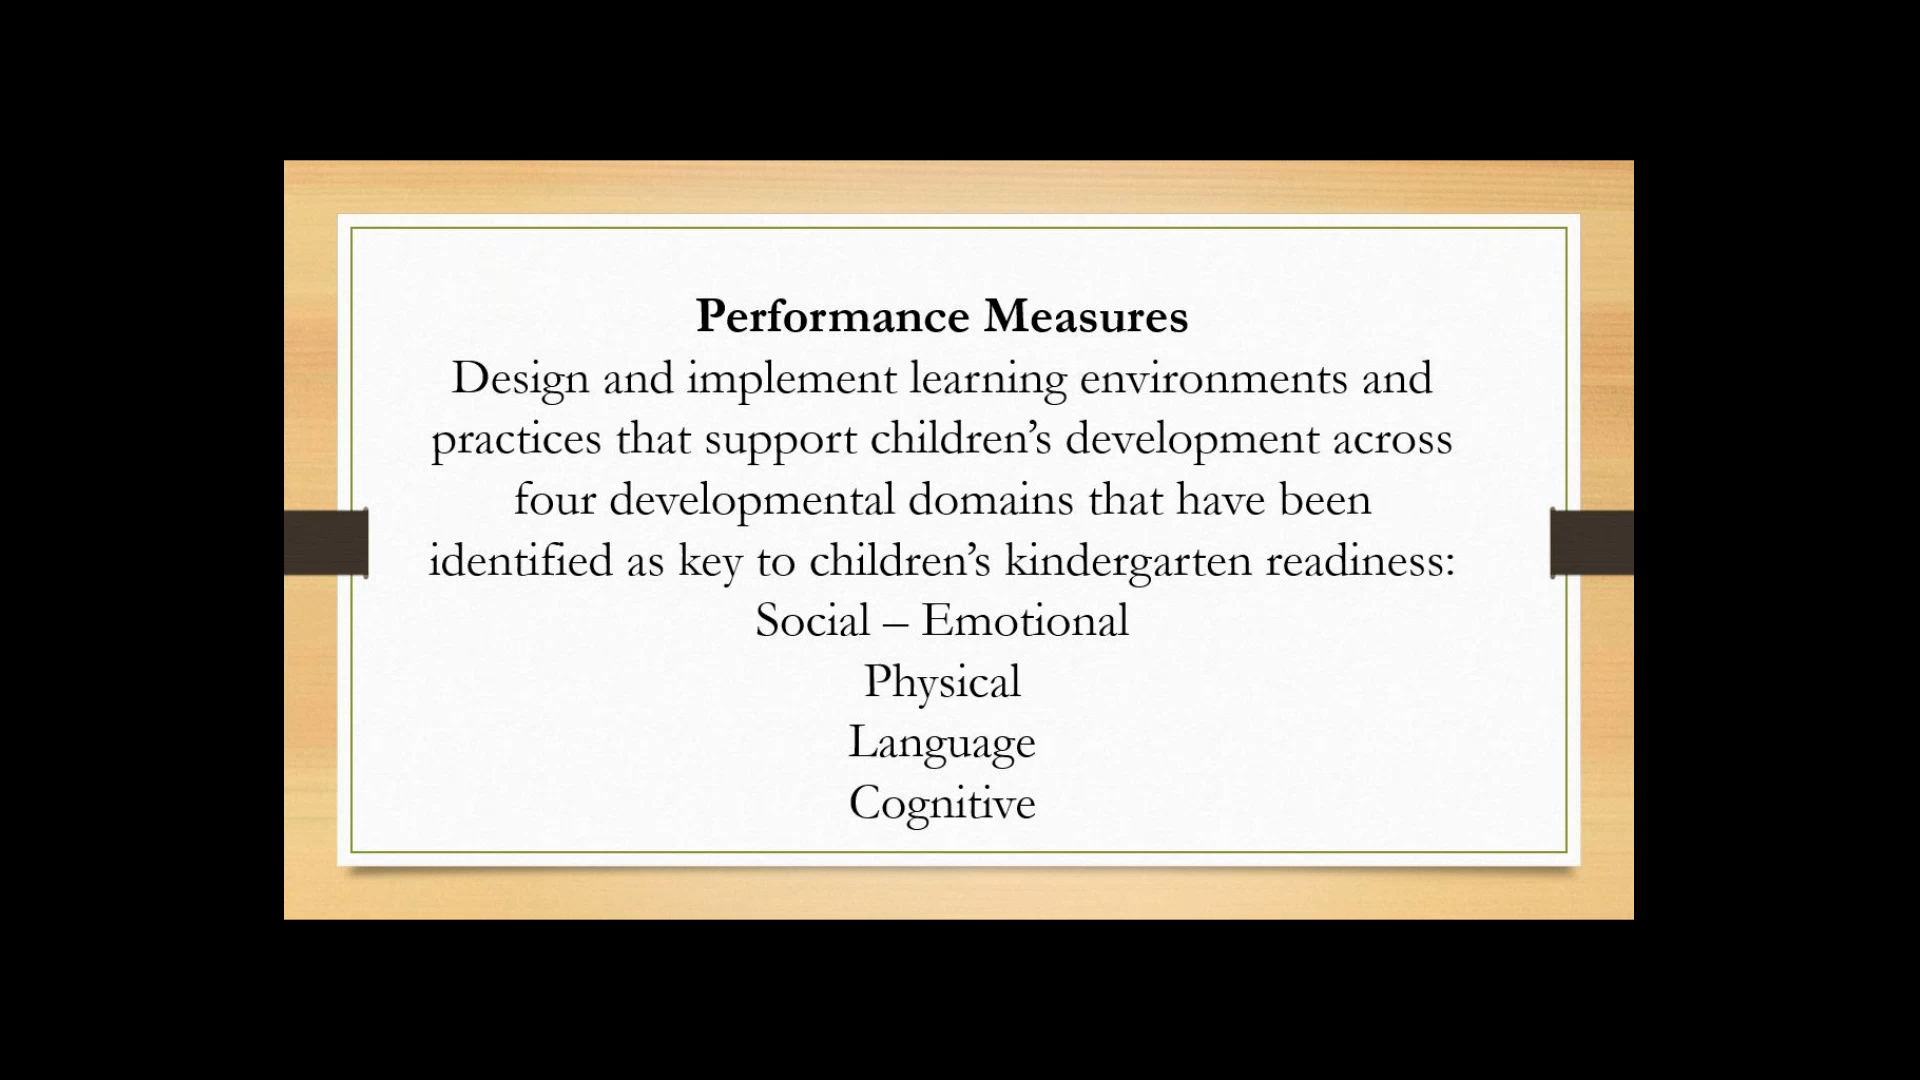 Performance Measures
Design and implement learning environments and
practices that support children’s development across
four developmental domains that have been
identified as key to children’s kindergarten readiness:
Social – Emotional
Physical
Language
Cognitive